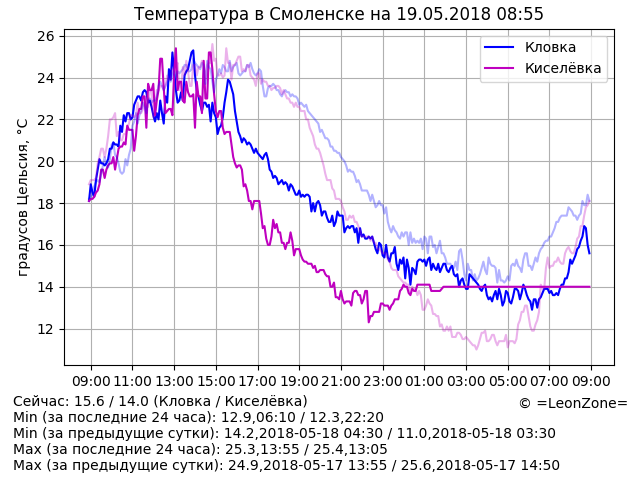 Температура в Смоленске на 19.05.2018 08:55
26
24
22
20
18
16
14
12
градусов Цельсия, °C
Кловка
Киселёвка
09:00 11:00 13:00 15:00 17:00 19:00 21:00 23:00 01:00 03:00 05:00 07:00 09:00
Сейчас: 15.6 / 14.0 (Кловка / Киселёвка)
© =LeonZone=
Min (за последние 24 часа): 12.9,06:10 / 12.3,22:20
Min (за предыдущие сутки): 14.2,2018-05-18 04:30 / 11.0,2018-05-18 03:30
Max (за последние 24 часа): 25.3,13:55 / 25.4,13:05
Max (за предыдущие сутки): 24.9,2018-05-17 13:55 / 25.6,2018-05-17 14:50